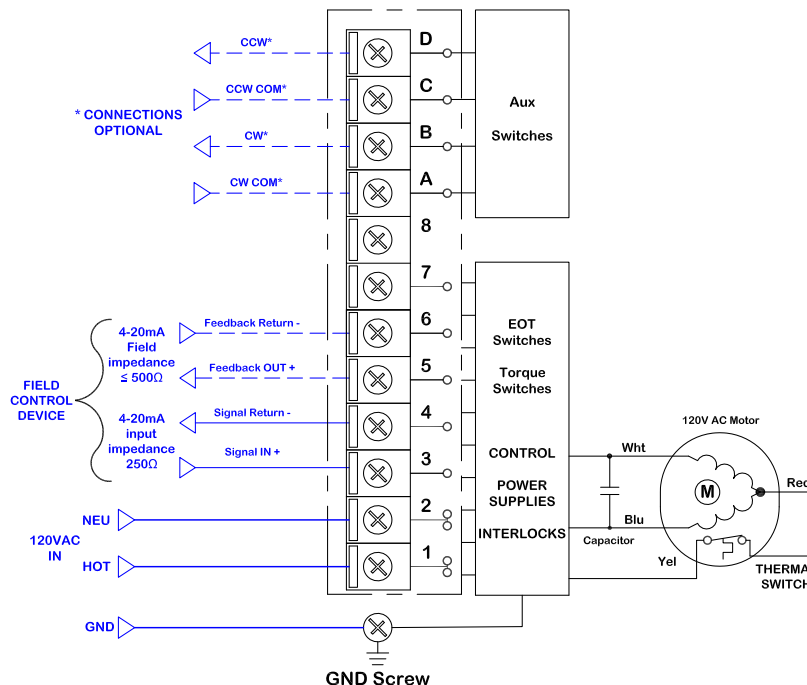 CCW*
D
CCW COM*
C
* CONNECTIONS
OPTIONAL
CW*
B
CW COM*
A
Aux
Switches
8
7
4-20mA
Field
impedance
≤ 500Ω
Feedback Return -
6
Feedback OUT +
5
FIELD
CONTROL
DEVICE
4-20mA
input
impedance
250Ω
Signal Return -
4
Signal IN +
3
EOT
Switches
Torque
Switches
CONTROL
POWER
SUPPLIES
INTERLOCKS
120V AC Motor
Wht
M
Red
Blu
Capacitor
Yel
THERMA
SWITCH
120VAC
IN
NEU
2
HOT
1
GND
GND Screw